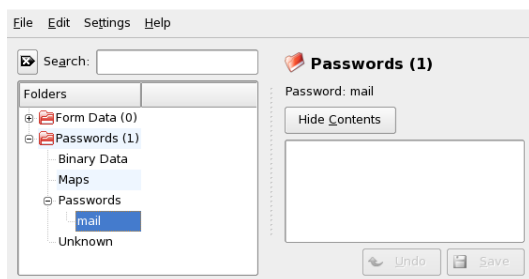 File Edit Settings Help
Search:
Folders
Form Data (0)
Passwords (1)
Binary Data
Maps
Passwords
mail
Unknown
Passwords (1)
Password: mail
Hide Contents
Undo Save